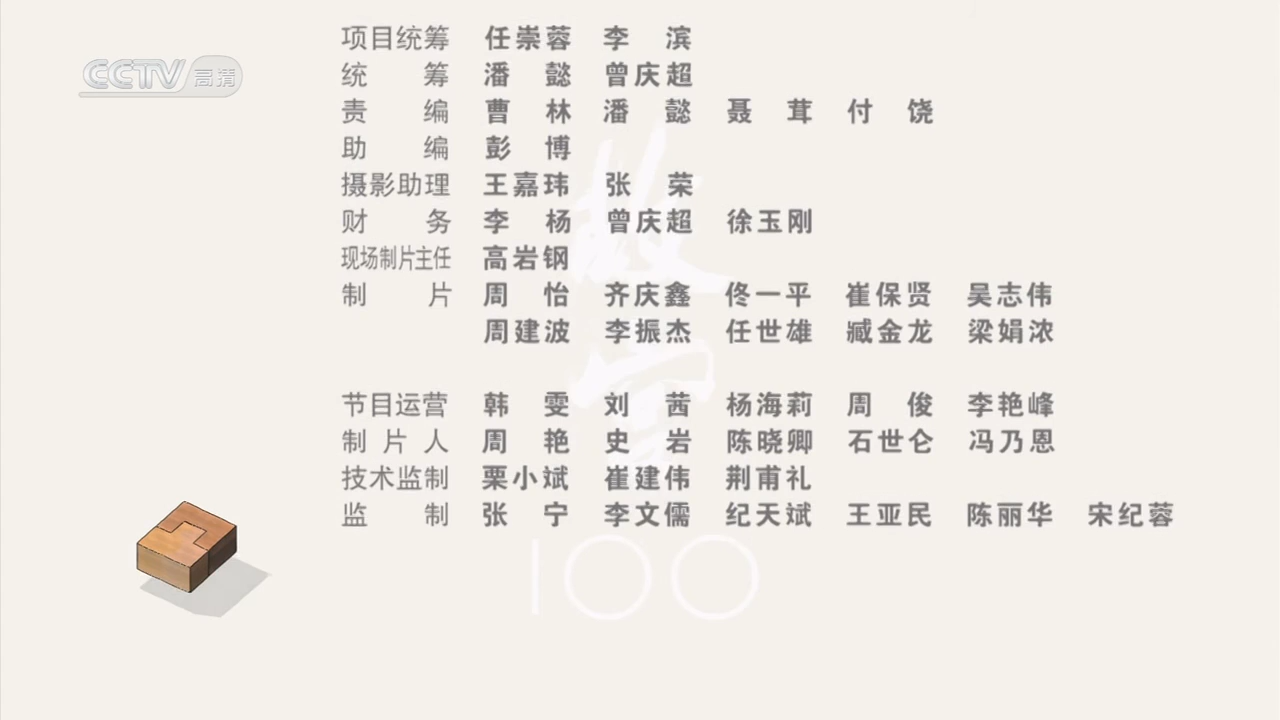 CCTV 高清
项目统筹 任崇蓉 李滨
统筹 潘懿 曾庆超
责编 曹林 潘懿 聂茸 付饶
助编 彭博
摄影助理 王嘉玮 张荣
财务 李杨 曾庆超 徐玉刚
现场制片主任 高岩钢
制片 周怡 齐庆鑫 佟一平 崔保贤 吴志伟
周建波 李振杰 任世雄 臧金龙 梁娟浓
节目运营 韩雯 刘茜 杨海莉 周俊 李艳峰
制片人 周艳 史岩 陈晓卿 石世仑 冯乃恩
技术监制 栗小斌 崔建伟 荆甫礼
监制 张宁 李文儒 纪天斌 王亚民 陈丽华 宋纪蓉
故宫
100